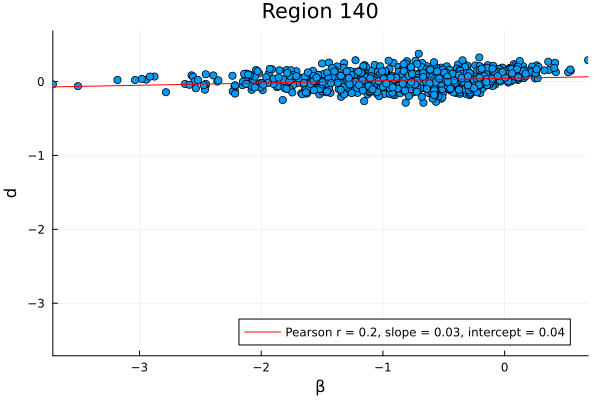 Region 140
d
0
−1
−2
−3
Pearson r = 0.2, slope = 0.03, intercept = 0.04
−3
−2
−1
0
β